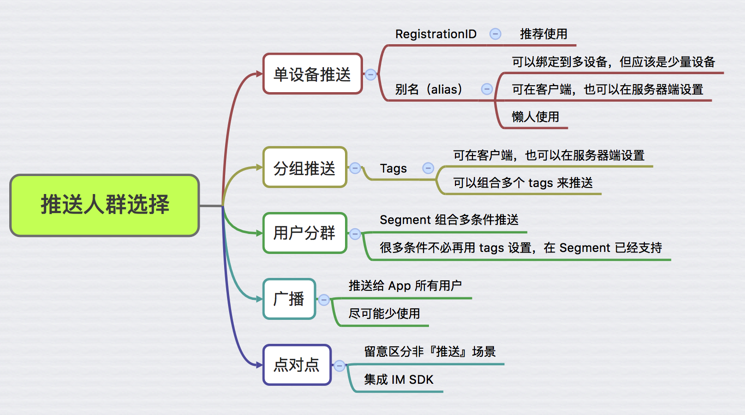 推送人群选择
单设备推送
RegistrationID
推荐使用
别名（alias）
可以绑定到多设备，但应该是少量设备
可在客户端，也可以在服务器端设置
懒人使用
分组推送
Tags
可在客户端，也可以在服务器端设置
可以组合多个 tags 来推送
用户分群
Segment 组合多条件推送
很多条件不必再用 tags 设置，在 Segment 已经支持
广播
推送给 App 所有用户
尽可能少使用
点对点
留意区分非『推送』场景
集成 IM SDK